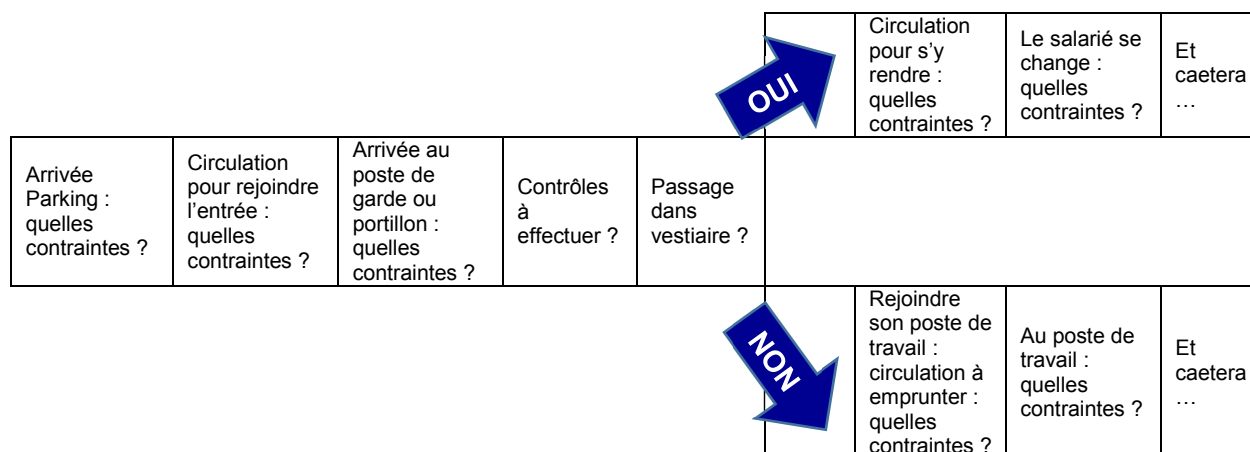 Arrivée
Parking :
quelles
contraintes ?
Circulation
pour rejoindre
l'entrée :
quelles
contraintes ?
Arrivée au
poste de
garde ou
portillon :
quelles
contraintes ?
Contrôles
à
effectuer ?
Passage
dans
vestiaire ?
OUI
Circulation
pour s'y
rendre :
quelles
contraintes ?
Le salarié se
change :
quelles
contraintes ?
Et
caetera
…
NON
Rejoindre
son poste de
travail :
circulation à
emprunter :
quelles
contraintes ?
Au poste de
travail :
quelles
contraintes ?
Et
caetera
…